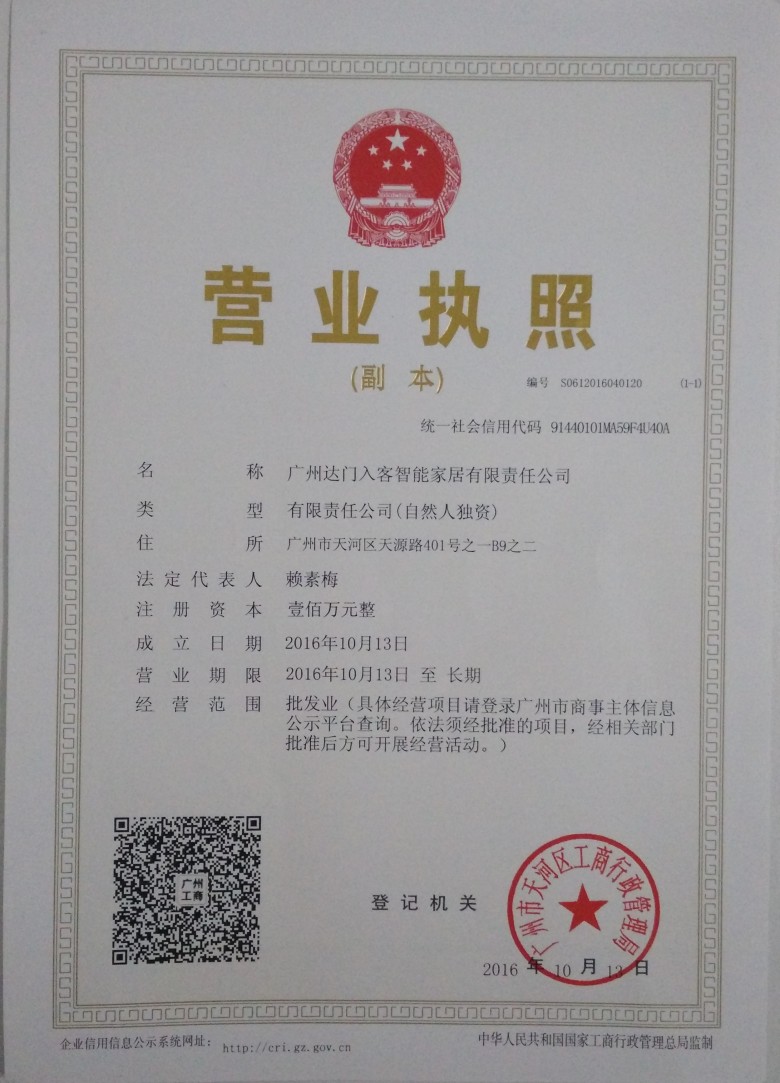 营业执照
(副 本)
编号 S0612016040120 (1-1)
统一社会信用代码 91440101MA59F4U40A
名 称 广州达门入客智能家居有限责任公司
类 型 有限责任公司(自然人独资)
住 所 广州市天河区天源路401号之一B9之二
法定代表人 赖素梅
注 册 资 本 壹佰万元整
成 立 日 期 2016年10月13日
营 业 期 限 2016年10月13日 至 长期
经 营 范 围 批发业（具体经营项目请登录广州市商事主体信息
公示平台查询。依法须经批准的项目，经相关部门
批准后方可开展经营活动。）
广州
工商
登 记 机 关
广州市天河区工商行政管理局
2016 年 10 月 13 日
企业信用信息公示系统网址： http://cri.gz.gov.cn
中华人民共和国国家工商行政管理总局监制